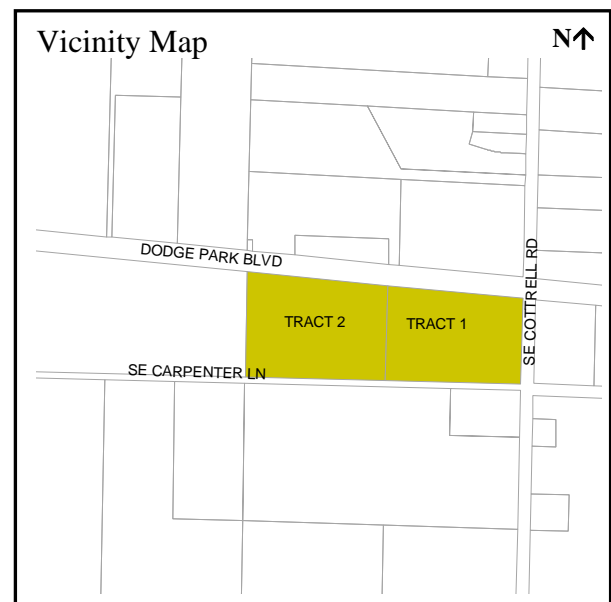 Vicinity Map
N↑
DODGE PARK BLVD
SE COTTRELL RD
TRACT 2
TRACT 1
SE CARPENTER LN